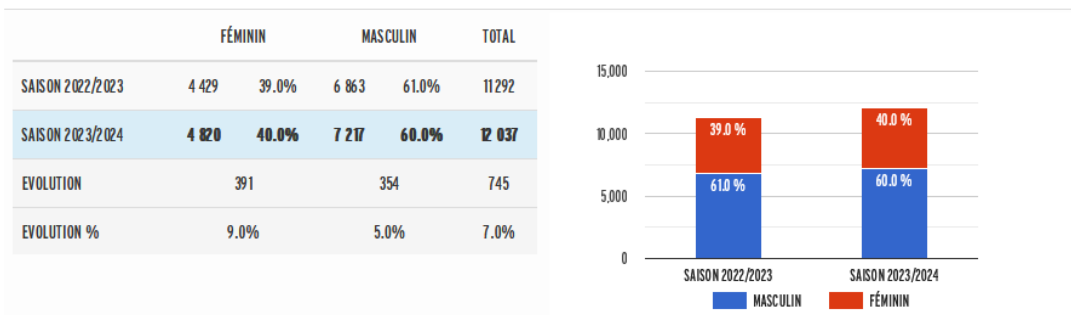 FÉMININ MASCULIN TOTAL
SAISON 2022/2023 4 429 39.0% 6 863 61.0% 11292
SAISON 2023/2024 4 820 40.0% 7 217 60.0% 12 037
EVOLUTION 391 354 745
EVOLUTION % 9.0% 5.0% 7.0%
15,000
10,000
5,000
0
39.0 %
61.0 %
40.0 %
60.0 %
SAISON 2022/2023 SAISON 2023/2024
MASCULIN FÉMININ